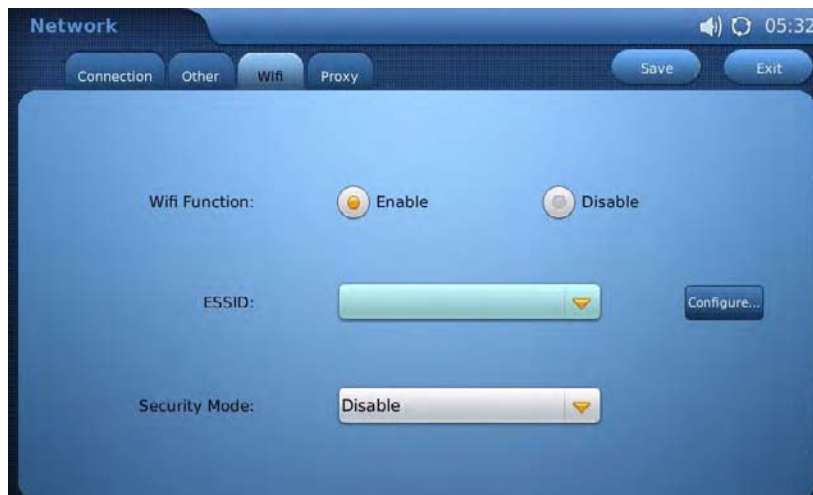 Network 05:32
Connection Other Wifi Proxy Save Exit
Wifi Function: Enable Disable
ESSID: Configure...
Security Mode: Disable